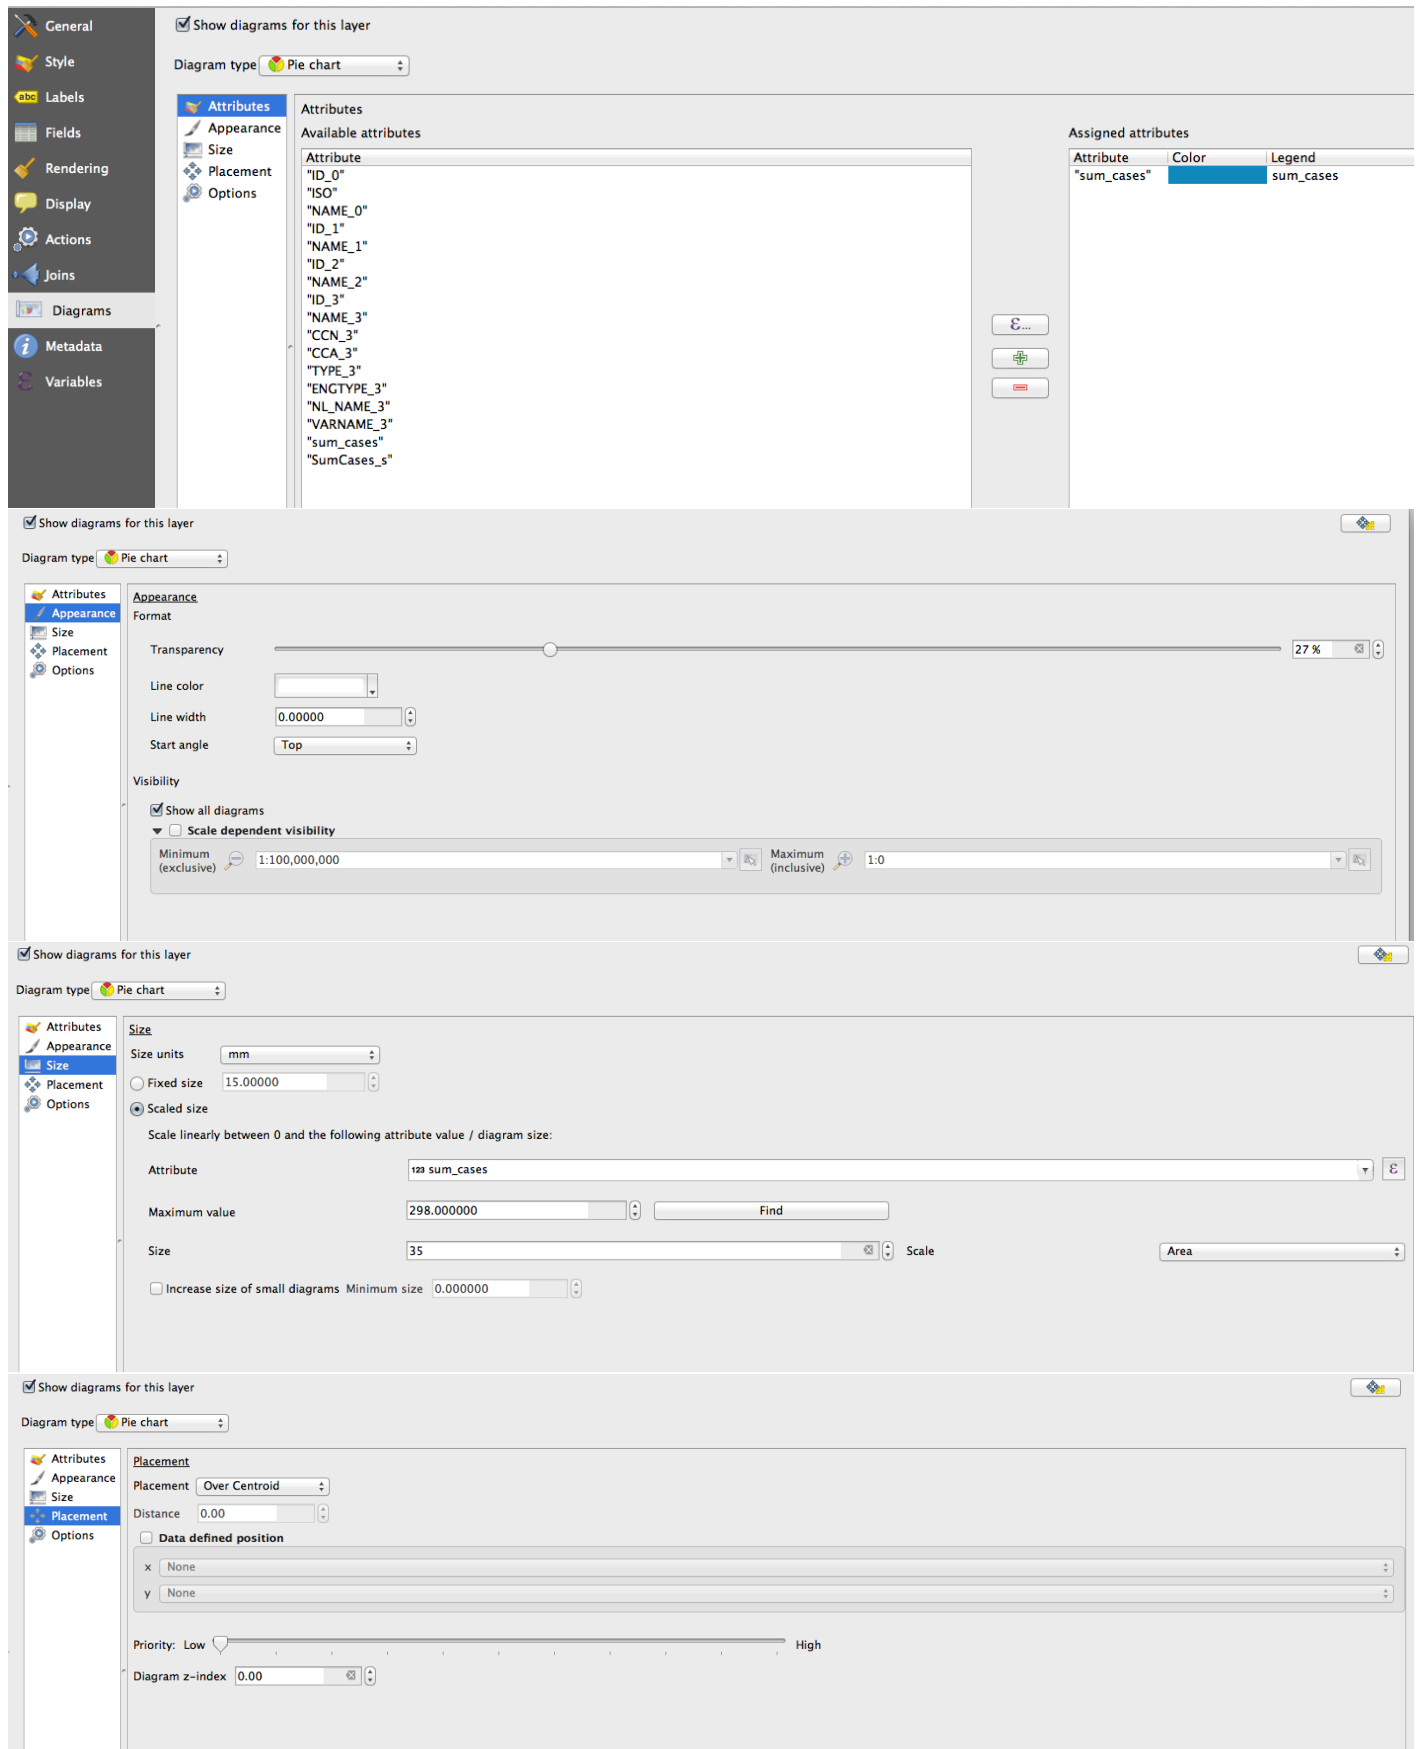 General
Style
abc Labels
Fields
Rendering
Display
Actions
Joins
Diagrams
Metadata
Variables
Show diagrams for this layer
Diagram type Pie chart
Attributes
Appearance
Size
Placement
Options
Attributes
Available attributes
Attribute
"ID_0"
"ISO"
"NAME_0"
"ID_1"
"NAME_1"
"ID_2"
"NAME_2"
"ID_3"
"NAME_3"
"CCN_3"
"CCA_3"
"TYPE_3"
"ENGTYPE_3"
"NL_NAME_3"
"VARNAME_3"
"sum_cases"
"SumCases_s"
ε...
Assigned attributes
Attribute Color Legend
"sum_cases" sum_cases
Show diagrams for this layer
Diagram type Pie chart
Attributes
Appearance
Size
Placement
Options
Appearance
Format
Transparency 27 %
Line color
Line width 0.00000
Start angle Top
Visibility
Show all diagrams
Scale dependent visibility
Minimum (exclusive) 1:100,000,000 Maximum (inclusive) 1:0
Show diagrams for this layer
Diagram type Pie chart
Attributes
Appearance
Size
Placement
Options
Size
Size units mm
Fixed size 15.00000
Scaled size
Scale linearly between 0 and the following attribute value / diagram size:
Attribute 123 sum_cases ε
Maximum value 298.000000 Find
Size 35 Scale Area
Increase size of small diagrams Minimum size 0.000000
Show diagrams for this layer
Diagram type Pie chart
Attributes
Appearance
Size
Placement
Options
Placement
Placement Over Centroid
Distance 0.00
Data defined position
x None
y None
Priority: Low High
Diagram z-index 0.00